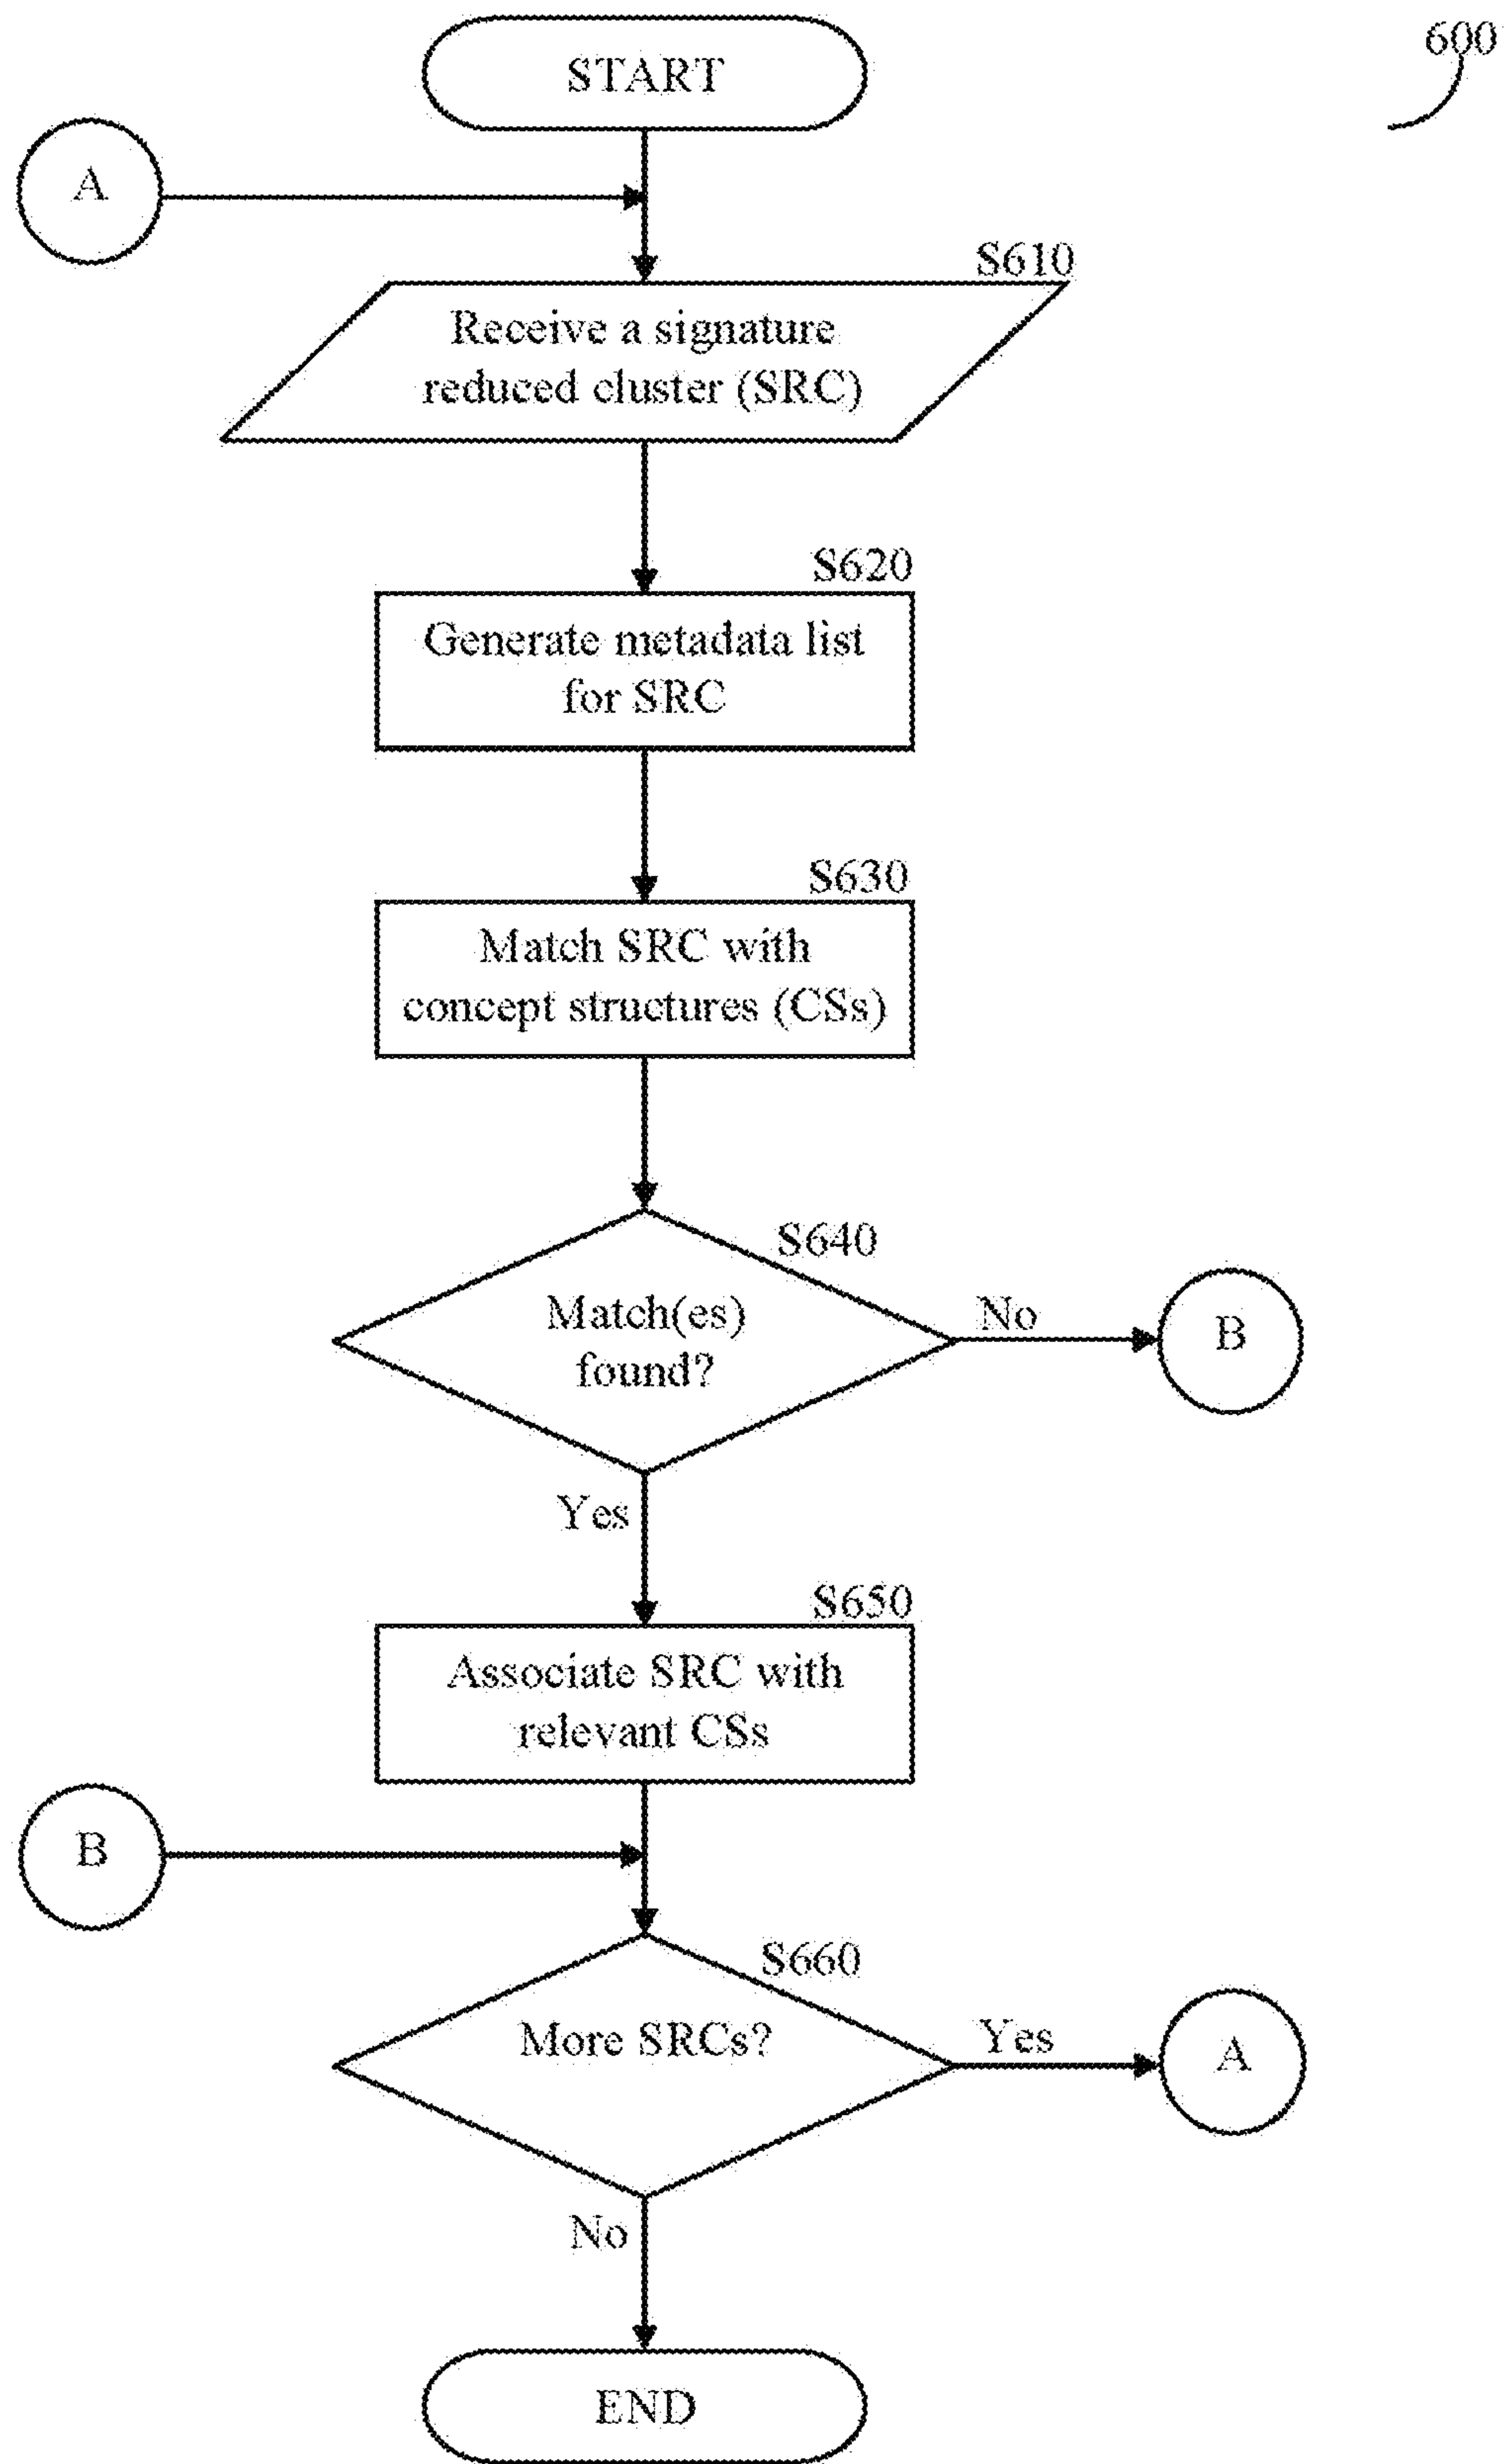 START
600
A
S610
Receive a signature
reduced cluster (SRC)
S620
Generate metadata list
for SRC
S630
Match SRC with
concept structures (CSs)
S640
Match(es)
found?
No
B
Yes
S650
Associate SRC with
relevant CSs
B
S660
More SRCs?
Yes
A
No
END